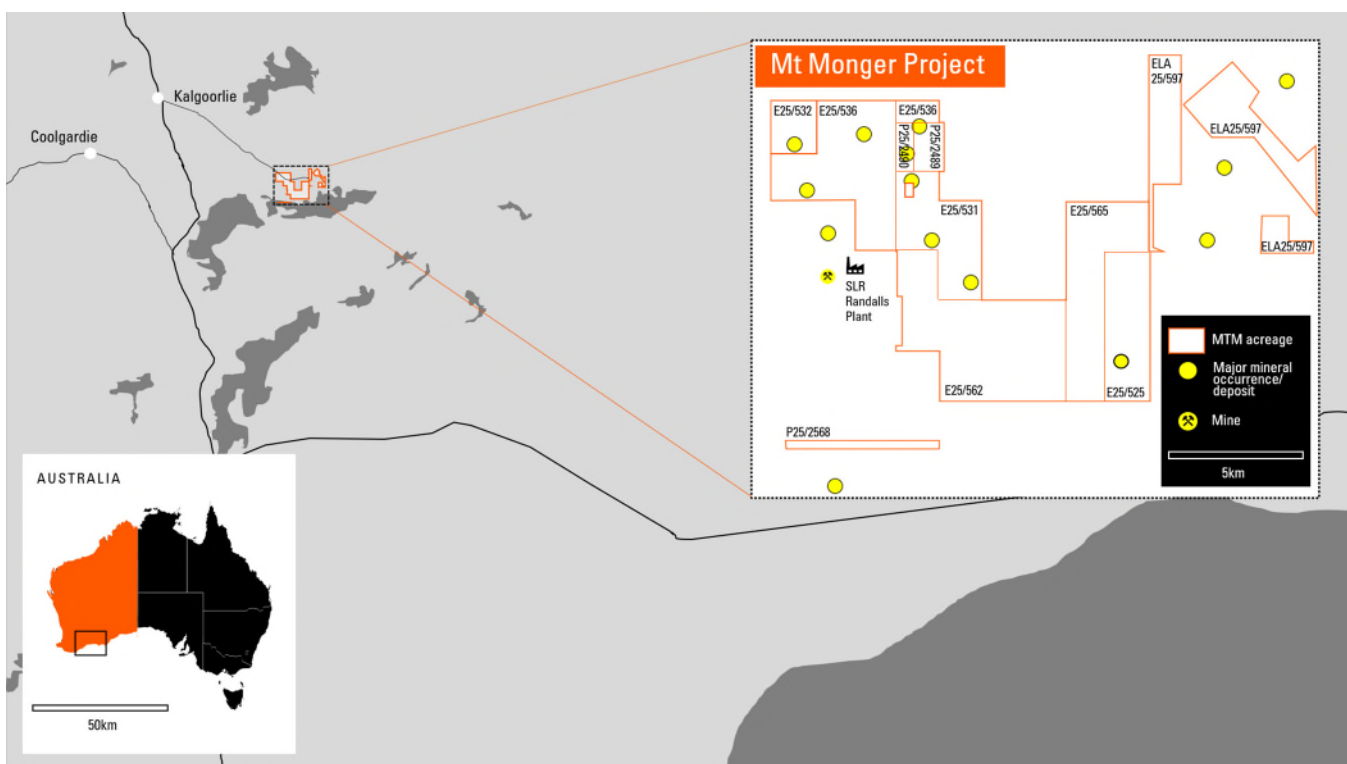 Kalgoorlie
Coolgardie
Mt Monger Project
E25/532
E25/536
E25/536
P25/2490
P25/2489
ELA
25/597
ELA25/597
E25/531
E25/565
ELA25/597
SLR
Randalls
Plant
E25/562
E25/525
P25/2568
MTM acreage
Major mineral
occurrence/
deposit
Mine
5km
AUSTRALIA
50km